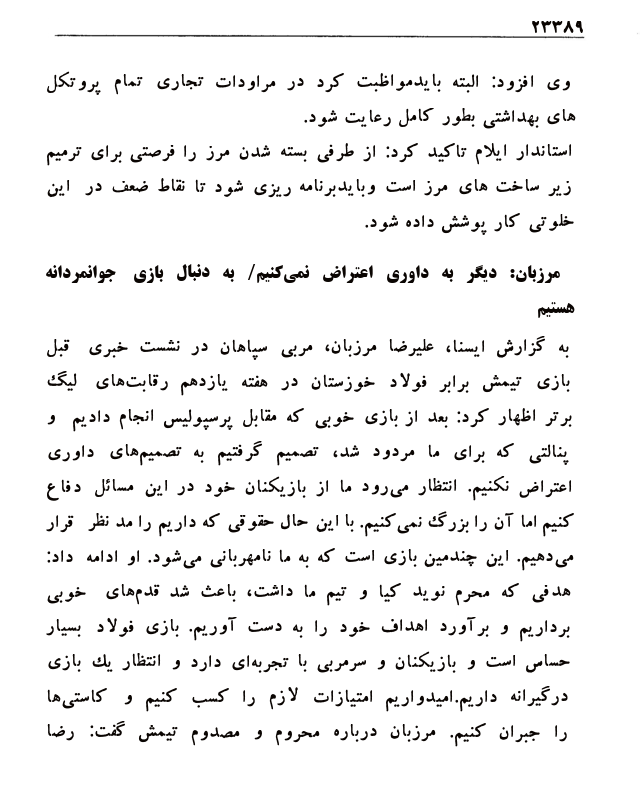 ۲۳۳۸۹
وی افزود: البته بایدمواظبت کرد در مراودات تجاری تمام پروتکل
های بهداشتی بطور کامل رعایت شود.
استاندار ایلام تاکید کرد: از طرفی بسته شدن مرز را فرصتی برای ترمیم
زیر ساخت های مرز است وبایدبرنامه ریزی شود تا نقاط ضعف در این
خلوتی کار پوشش داده شود.
مرزبان: دیگر به داوری اعتراض نمی‌کنیم/ به دنبال بازی جوانمردانه
هستیم
به گزارش ایسنا، علیرضا مرزبان، مربی سپاهان در نشست خبری قبل
بازی تیمش برابر فولاد خوزستان در هفته یازدهم رقابت‌های لیگ
برتر اظهار کرد: بعد از بازی خوبی که مقابل پرسپولیس انجام دادیم و
پنالتی که برای ما مردود شد، تصمیم گرفتیم به تصمیم‌های داوری
اعتراض نکنیم. انتظار می‌رود ما از بازیکنان خود در این مسائل دفاع
کنیم اما آن را بزرگ نمی‌کنیم. با این حال حقوقی که داریم را مد نظر قرار
می‌دهیم. این چندمین بازی است که به ما نامهربانی می‌شود. او ادامه داد:
هدفی که محرم نوید کیا و تیم ما داشت، باعث شد قدم‌های خوبی
برداریم و برآورد اهداف خود را به دست آوریم. بازی فولاد بسیار
حساس است و بازیکنان و سرمربی با تجربه‌ای دارد و انتظار یك بازی
درگیرانه داریم.امیدواریم امتیازات لازم را کسب کنیم و کاستی‌ها
را جبران کنیم. مرزبان درباره محروم و مصدوم تیمش گفت: رضا